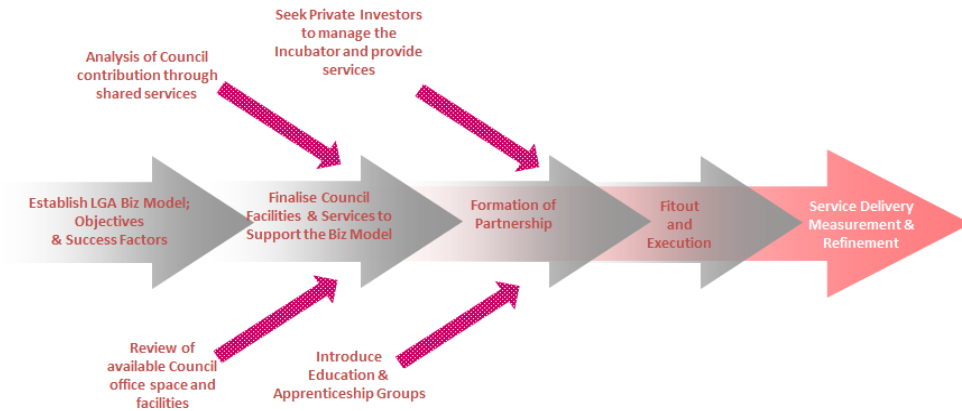 Seek Private Investors
to manage the
Incubator and provide
services
Analysis of Council
contribution through
shared services
Establish LGA Biz Model;
Objectives
& Success Factors
Finalise Council
Facilities & Services to
Support the Biz Model
Formation of
Partnership
Fitout
and
Execution
Service Delivery
Measurement &
Refinement
Review of
available Council
office space and
facilities
Introduce
Education &
Apprenticeship Groups